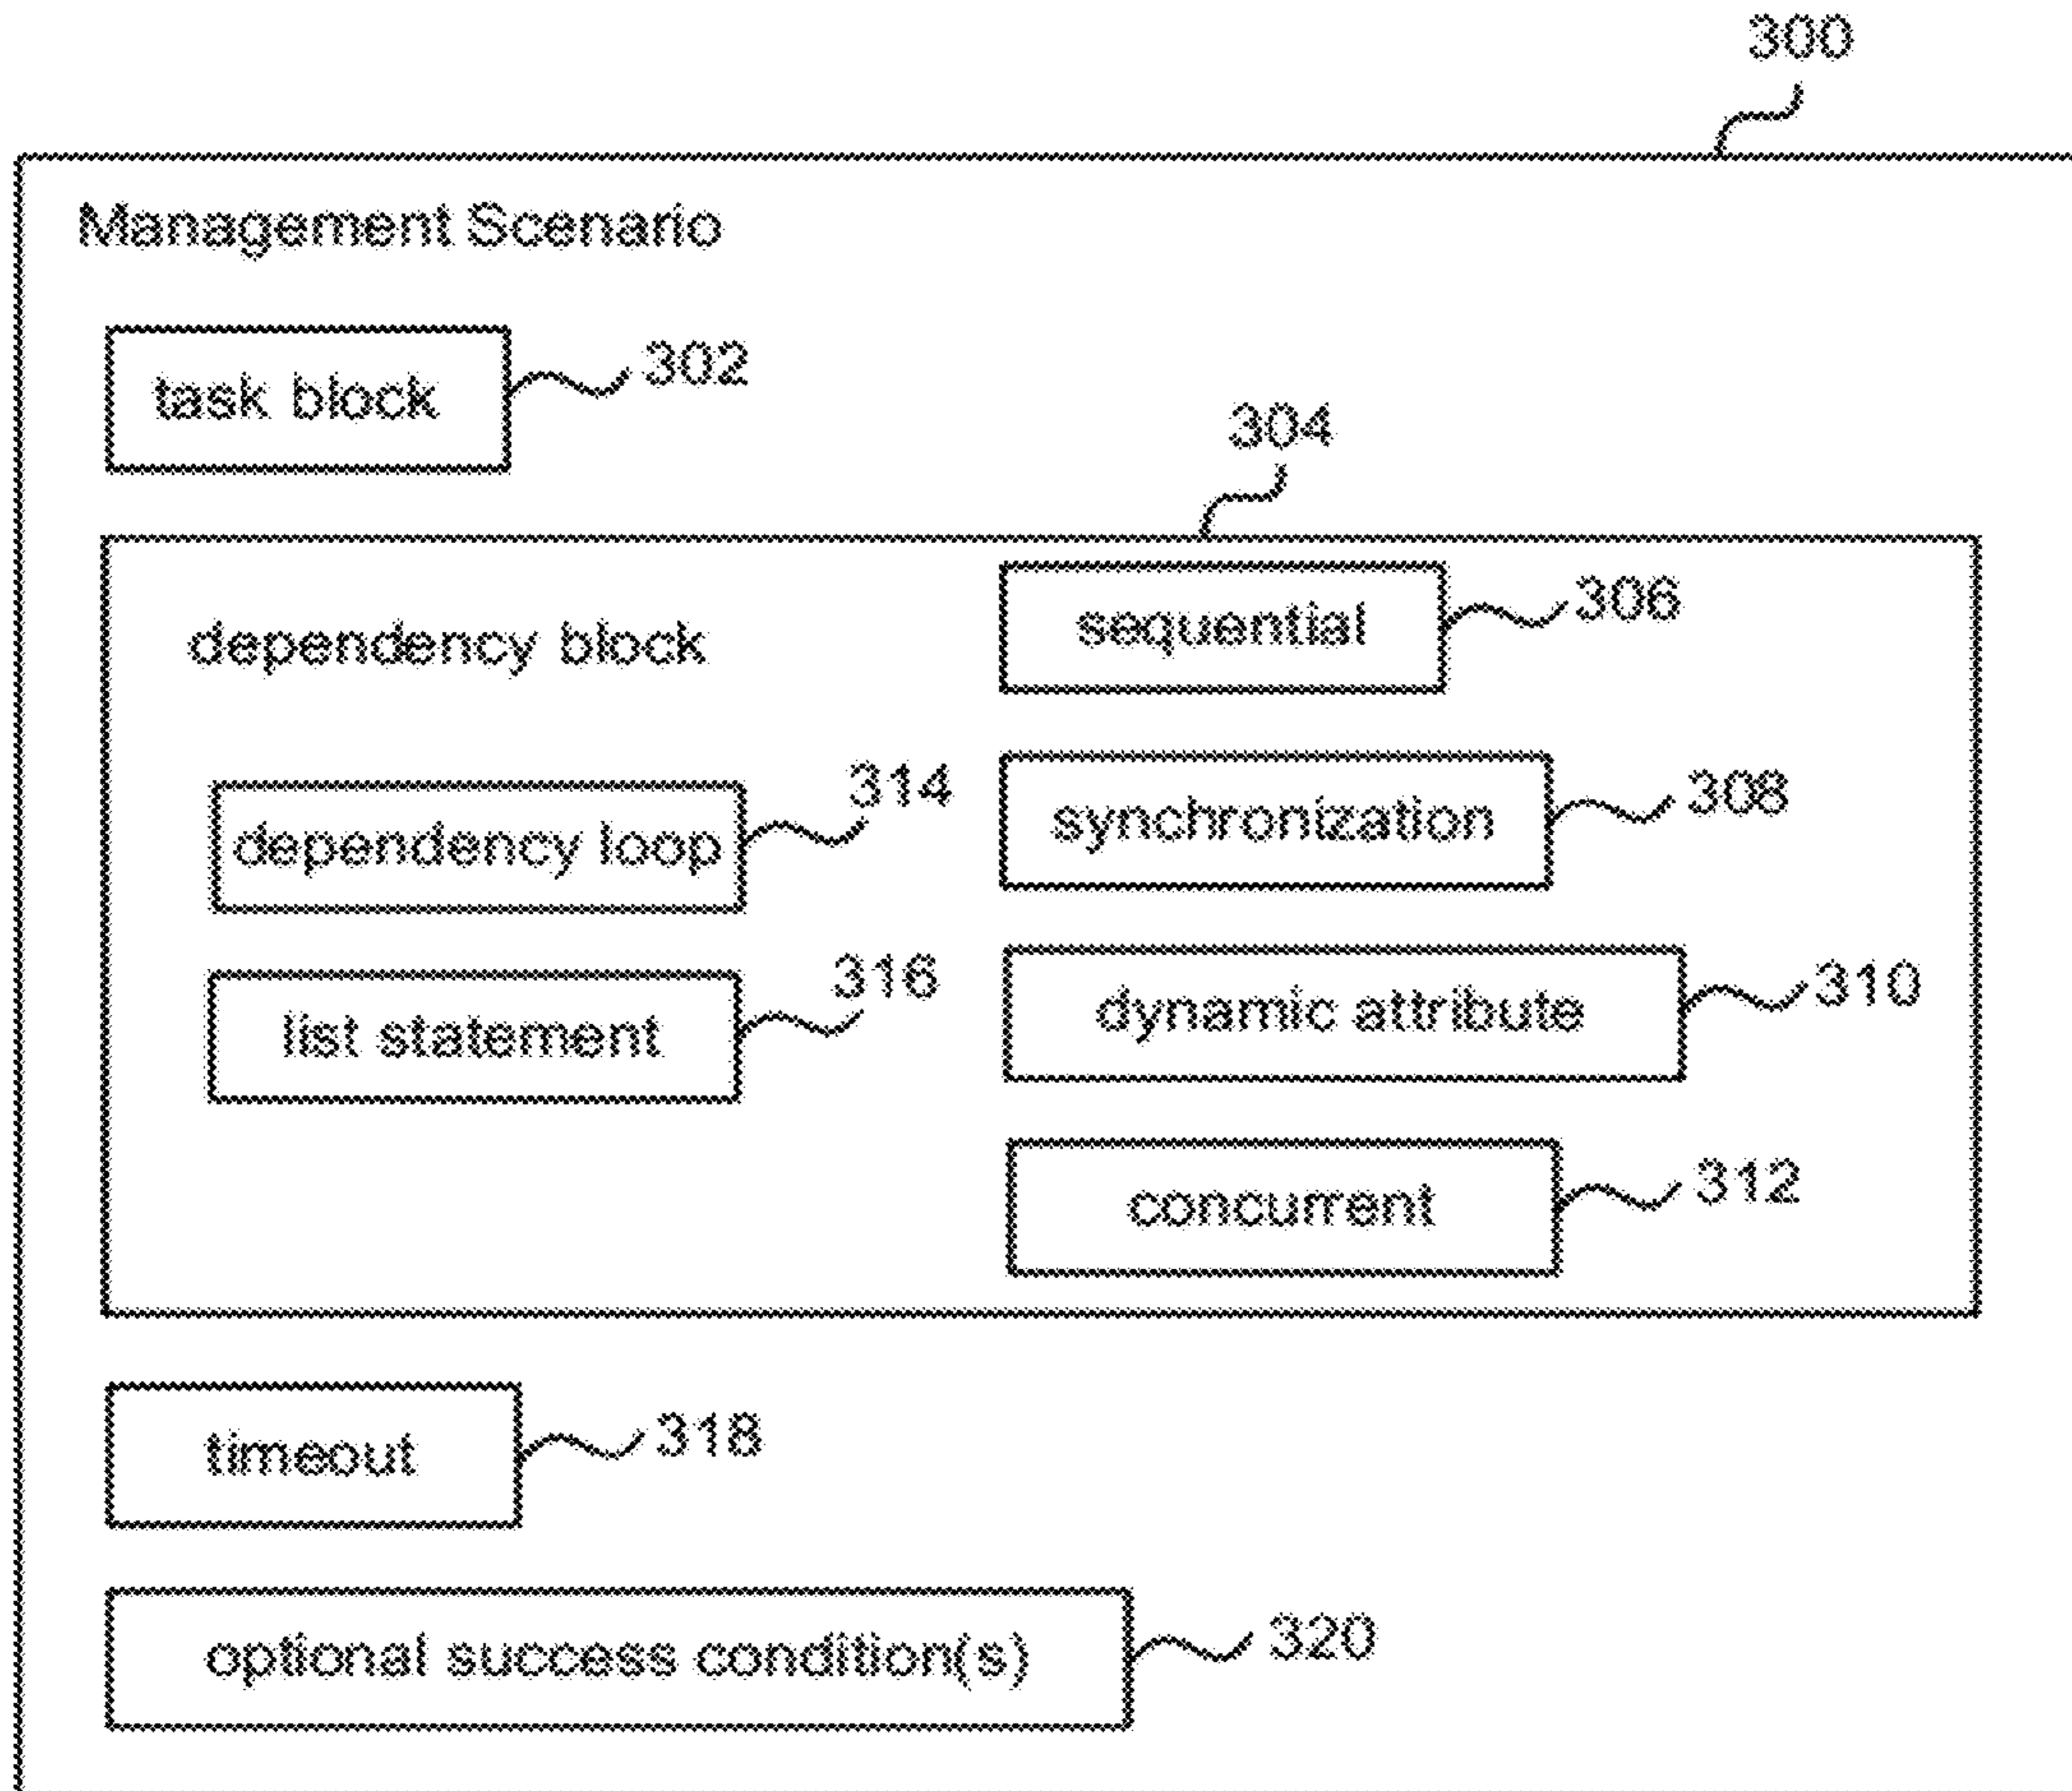 300
Management Scenario
task block
302
304
dependency block
sequential
306
dependency loop
314
synchronization
308
list statement
316
dynamic attribute
310
concurrent
312
timeout
318
optional success condition(s)
320